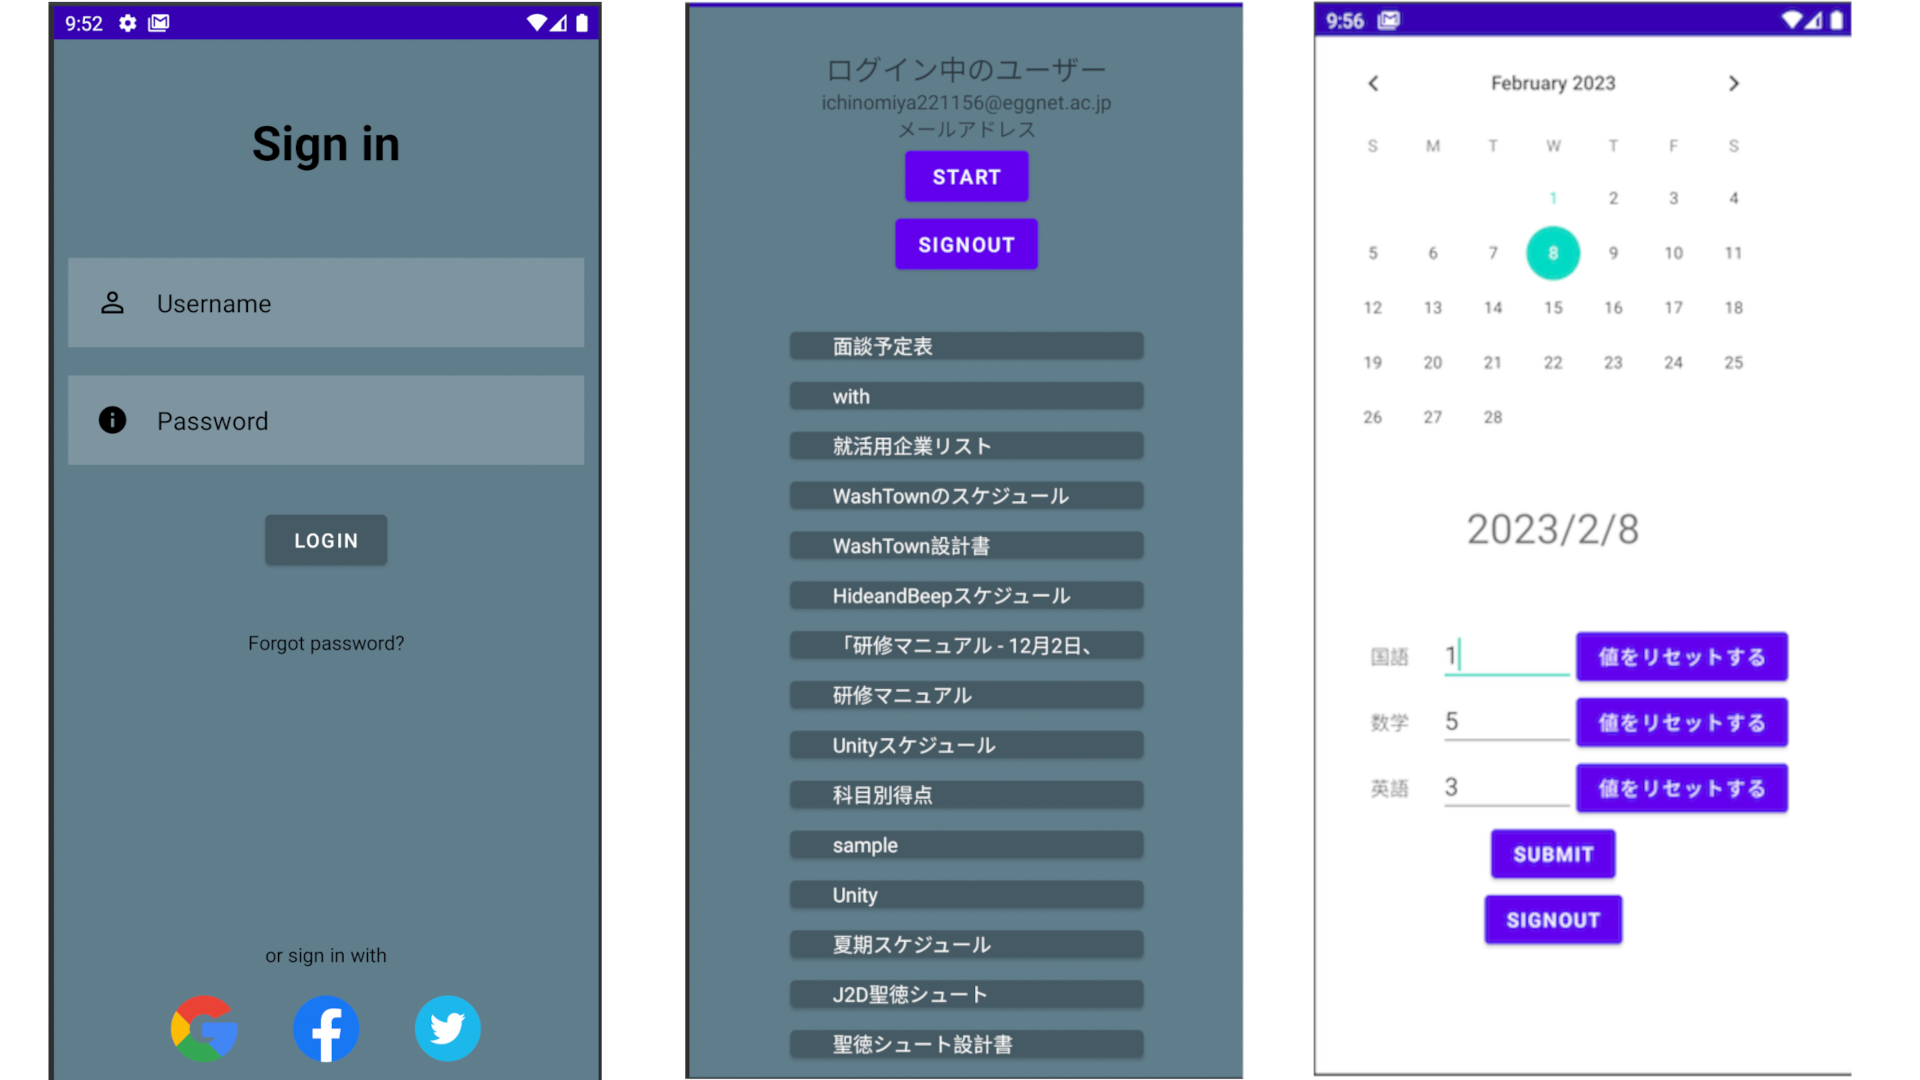 9:52
Sign in
Username
Password
LOGIN
Forgot password?
or sign in with
ログイン中のユーザー
ichinomiya221156@eggnet.ac.jp
メールアドレス
START
SIGNOUT
面談予定表
with
就活用企業リスト
WashTownのスケジュール
WashTown設計書
HideandBeepスケジュール
「研修マニュアル - 12月2日、
研修マニュアル
Unityスケジュール
科目別得点
sample
Unity
夏期スケジュール
J2D聖徳シュート
聖徳シュート設計書
9:56
February 2023
S M T W T F S
1 2 3 4
5 6 7 8 9 10 11
12 13 14 15 16 17 18
19 20 21 22 23 24 25
26 27 28
2023/2/8
国語 1 値をリセットする
数学 5 値をリセットする
英語 3 値をリセットする
SUBMIT
SIGNOUT